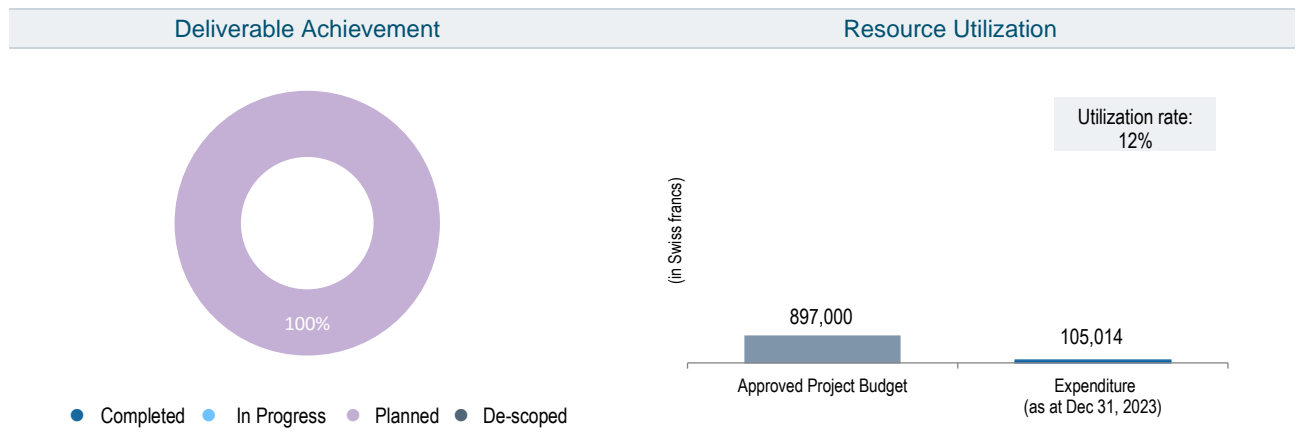 Deliverable Achievement
100%
Completed
In Progress
Planned
De-scoped
Resource Utilization
Utilization rate:
12%
(in Swiss francs)
897,000
105,014
Approved Project Budget
Expenditure
(as at Dec 31, 2023)